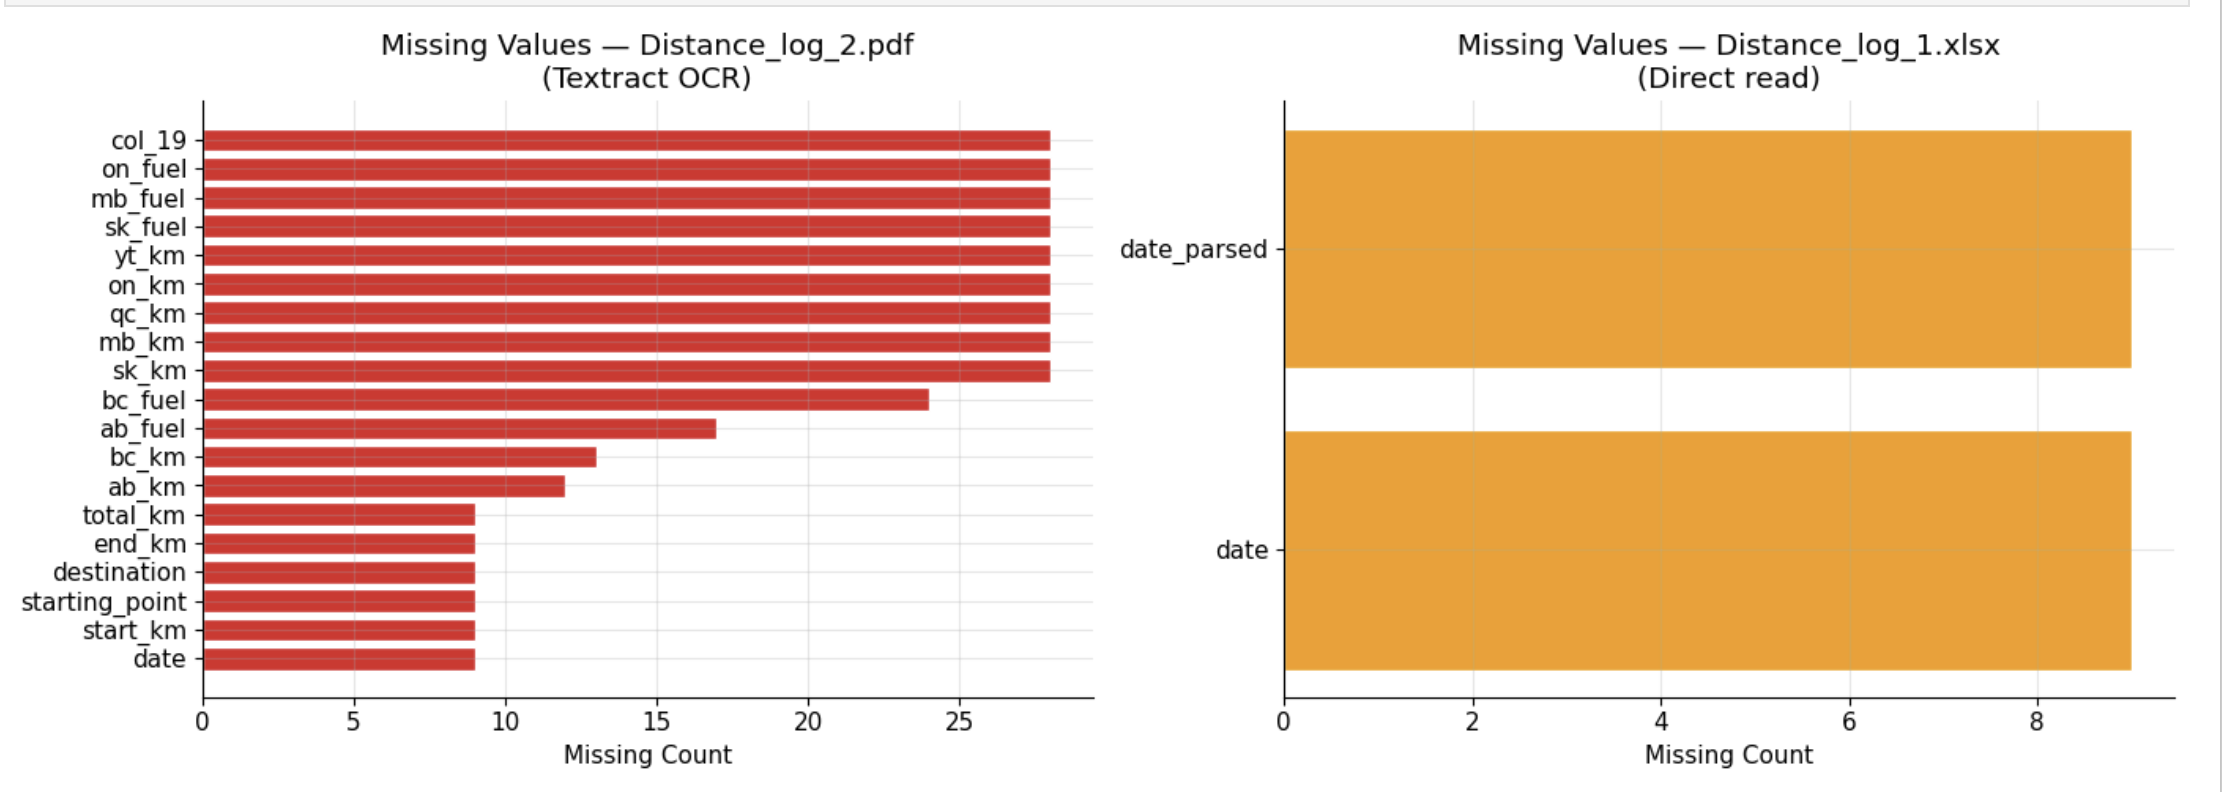 Missing Values — Distance_log_2.pdf
(Textract OCR)
col_19
on_fuel
mb_fuel
sk_fuel
yt_km
on_km
qc_km
mb_km
sk_km
bc_fuel
ab_fuel
bc_km
ab_km
total_km
end_km
destination
starting_point
start_km
date
0 5 10 15 20 25
Missing Count
Missing Values — Distance_log_1.xlsx
(Direct read)
date_parsed
date
0 2 4 6 8
Missing Count